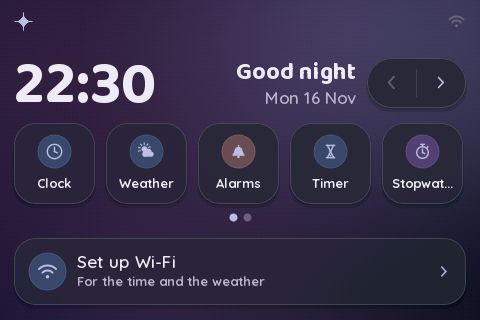 22:30
Good night
Mon 16 Nov
Clock
Weather
Alarms
Timer
Stopwat...
Set up Wi-Fi
For the time and the weather